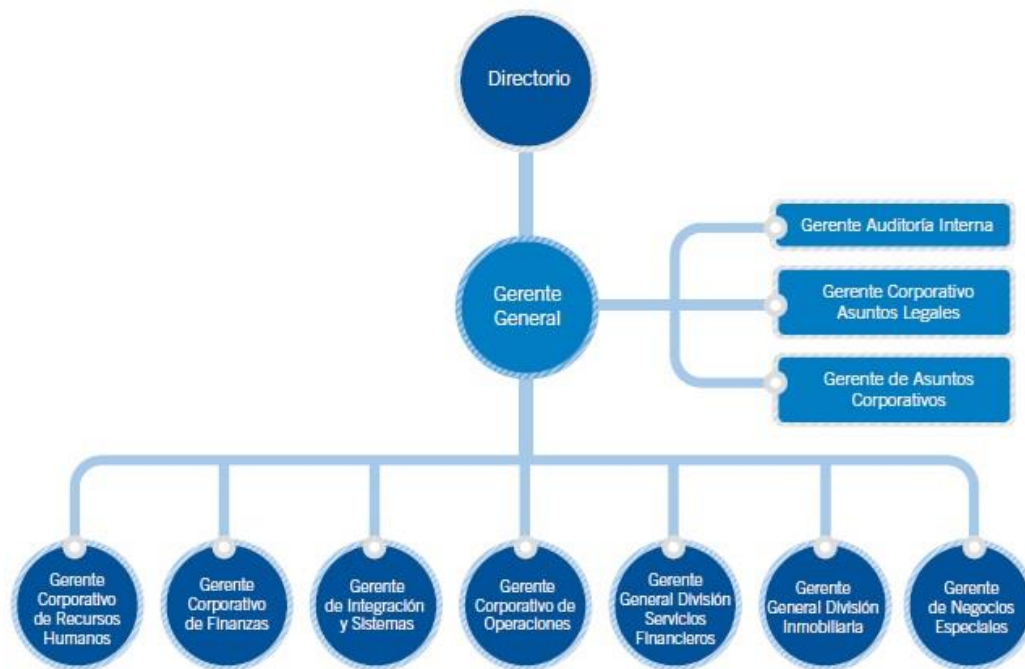 Directorio
Gerente
General
Gerente Auditoría Interna
Gerente Corporativo
Asuntos Legales
Gerente de Asuntos
Corporativos
Gerente
Corporativo
de Recursos
Humanos
Gerente
Corporativo
de Finanzas
Gerente
de Integración
y Sistemas
Gerente
Corporativo de
Operaciones
Gerente
General División
Servicios
Financieros
Gerente
General División
Inmobiliaria
Gerente
de Negocios
Especiales